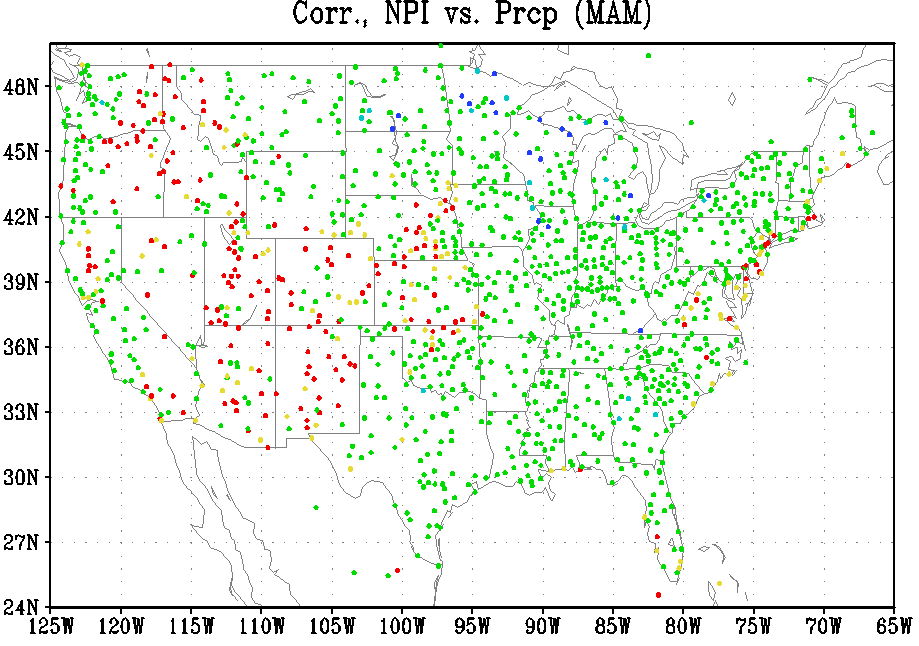 Corr., NPI vs. Prcp (MAM)
48N
45N
42N
39N
36N
33N
30N
27N
24N
125W 120W 115W 110W 105W 100W 95W 90W 85W 80W 75W 70W 65W